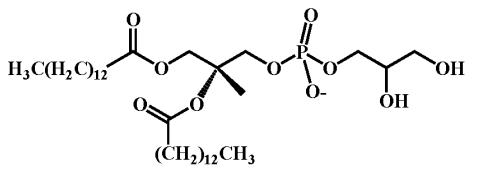 O O
H₃C(H₂C)₁₂ O O P O OH
O O O- OH
(CH₂)₁₂CH₃